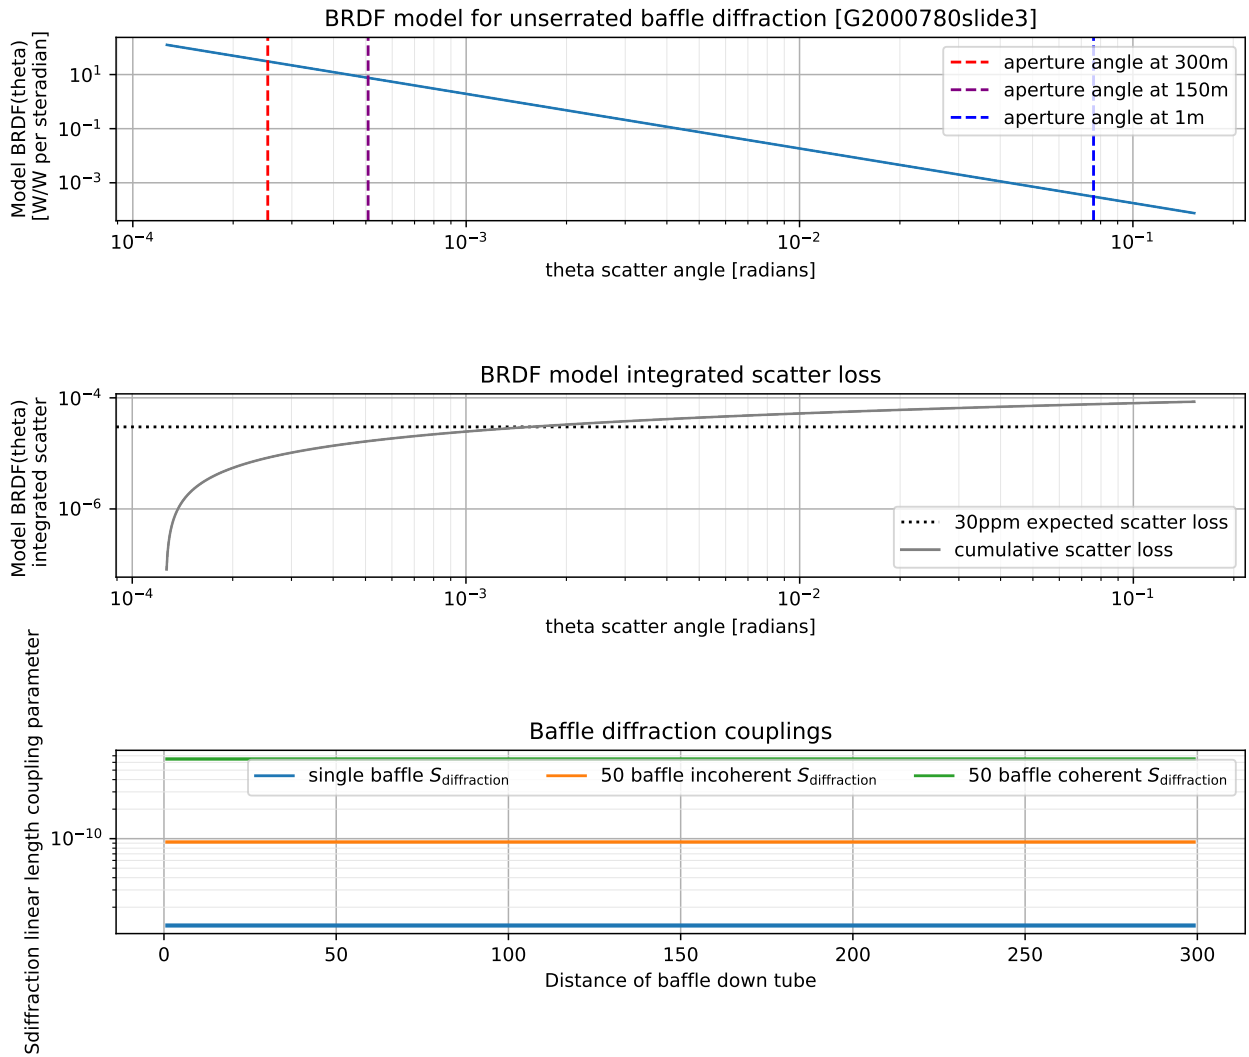 BRDF model for unserrated baffle diffraction [G2000780slide3]
Model BRDF(theta)
[W/W per steradian]
10^1
10^-1
10^-3
aperture angle at 300m
aperture angle at 150m
aperture angle at 1m
10^-4
10^-3
10^-2
10^-1
theta scatter angle [radians]
BRDF model integrated scatter loss
Model BRDF(theta)
integrated scatter
10^-4
10^-6
30ppm expected scatter loss
cumulative scatter loss
10^-4
10^-3
10^-2
10^-1
theta scatter angle [radians]
Baffle diffraction couplings
Sdiffraction linear length coupling parameter
10^-10
single baffle S_diffraction
50 baffle incoherent S_diffraction
50 baffle coherent S_diffraction
0
50
100
150
200
250
300
Distance of baffle down tube